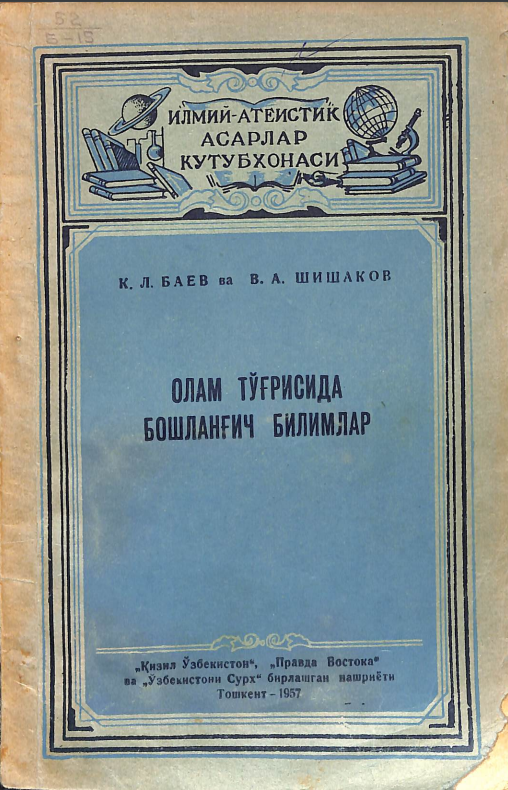 52
Б-15
ИЛМИЙ-АТЕИСТИК
АСАРЛАР
КУТУБХОНАСИ
К. Л. БАЕВ ва В. А. ШИШАКОВ
ОЛАМ ТЎҒРИСИДА
БОШЛАНҒИЧ БИЛИМЛАР
„Қизил Ўзбекистон“, „Правда Востока“
ва „Ўзбекистони Сурх“ бирлашган нашриёти
Тошкент – 1957